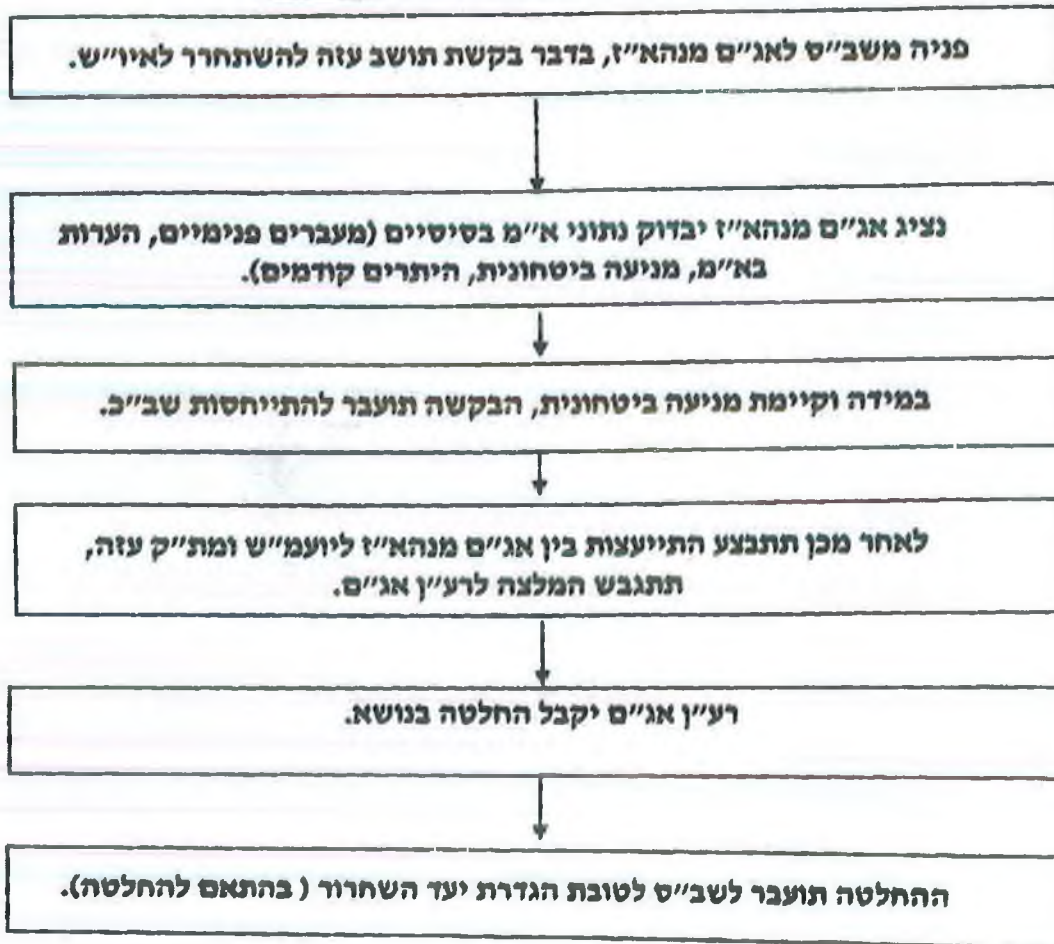 פניה משב״ס לאג״ם מנהא״ז, בדבר בקשת תושב עזה להשתחרר לאיו״ש.
נציג אג״ם מנהא״ז יבדוק נתוני א״מ בסיסיים (מעברים פנימיים, הערות
בא״מ, מניעה ביטחונית, היתרים קודמים).
במידה וקיימת מניעה ביטחונית, הבקשה תועבר להתייחסות שב״כ.
לאחר מכן תתבצע התייעצות בין אג״ם מנהא״ז ליועמ״ש ומת״ק עזה,
תתגבש המלצה לרע״ן אג״ם.
רע״ן אג״ם יקבל החלטה בנושא.
ההחלטה תועבר לשב״ס לטובת הגדרת יעד השחרור ( בהתאם להחלטה).